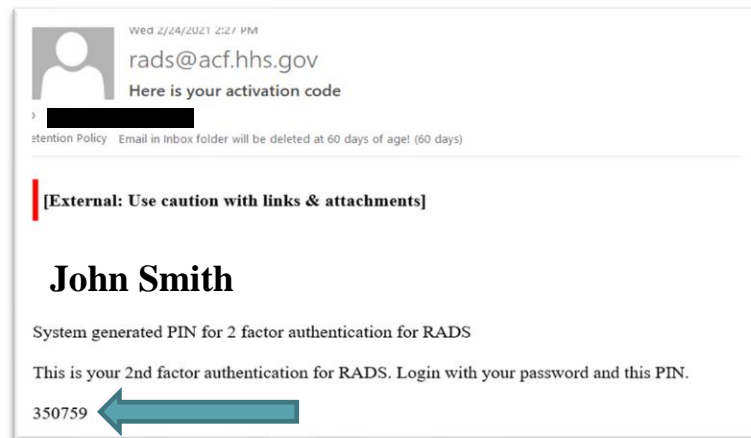 Wed 2/24/2021 2:27 PM
rads@acf.hhs.gov
Here is your activation code
etention Policy Email in Inbox folder will be deleted at 60 days of age! (60 days)
[External: Use caution with links & attachments]
John Smith
System generated PIN for 2 factor authentication for RADS
This is your 2nd factor authentication for RADS. Login with your password and this PIN.
350759